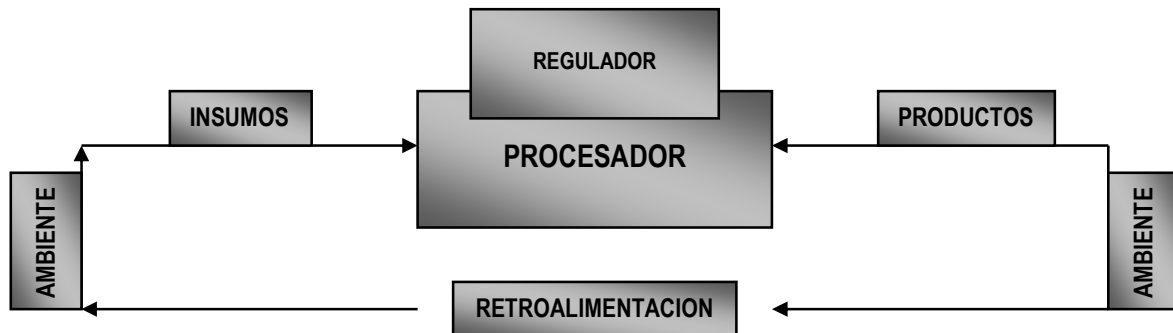 REGULADOR
INSUMOS
PRODUCTOS
PROCESADOR
AMBIENTE
AMBIENTE
RETROALIMENTACION